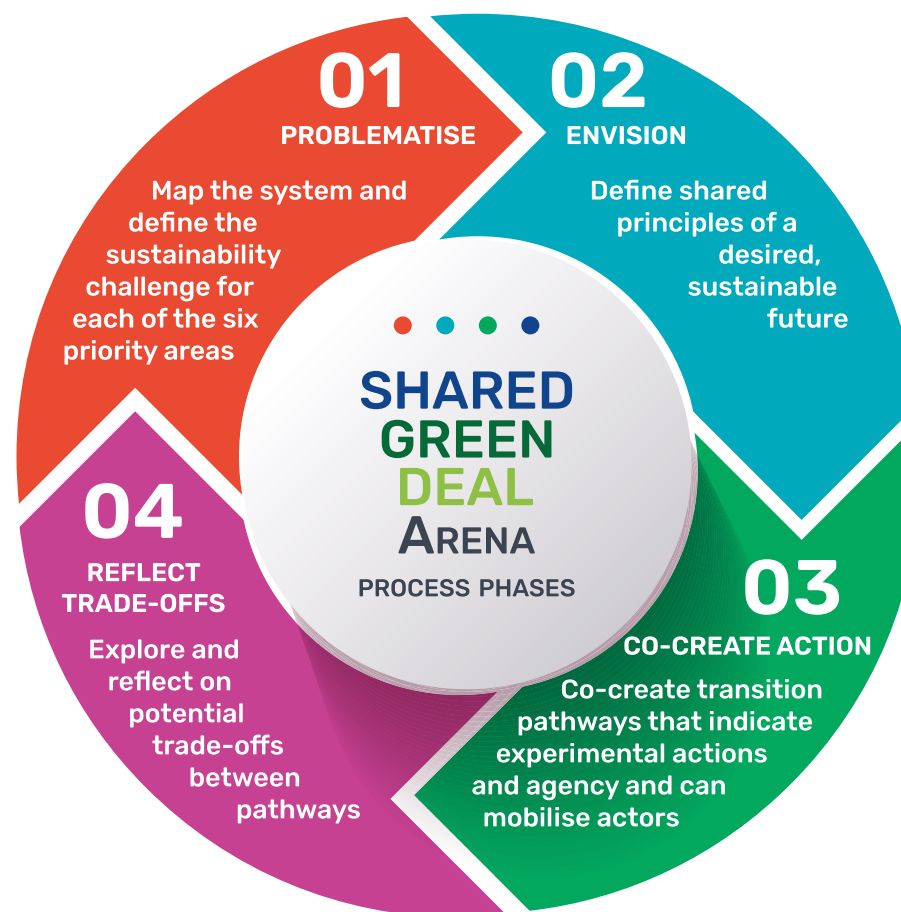 01
PROBLEMATISE
Map the system and
define the
sustainability
challenge for
each of the six
priority areas
02
ENVISION
Define shared
principles of a
desired,
sustainable
future
SHARED
GREEN
DEAL
ARENA
PROCESS PHASES
03
CO-CREATE ACTION
Co-create transition
pathways that indicate
experimental actions
and agency and can
mobilise actors
04
REFLECT
TRADE-OFFS
Explore and
reflect on
potential
trade-offs
between
pathways